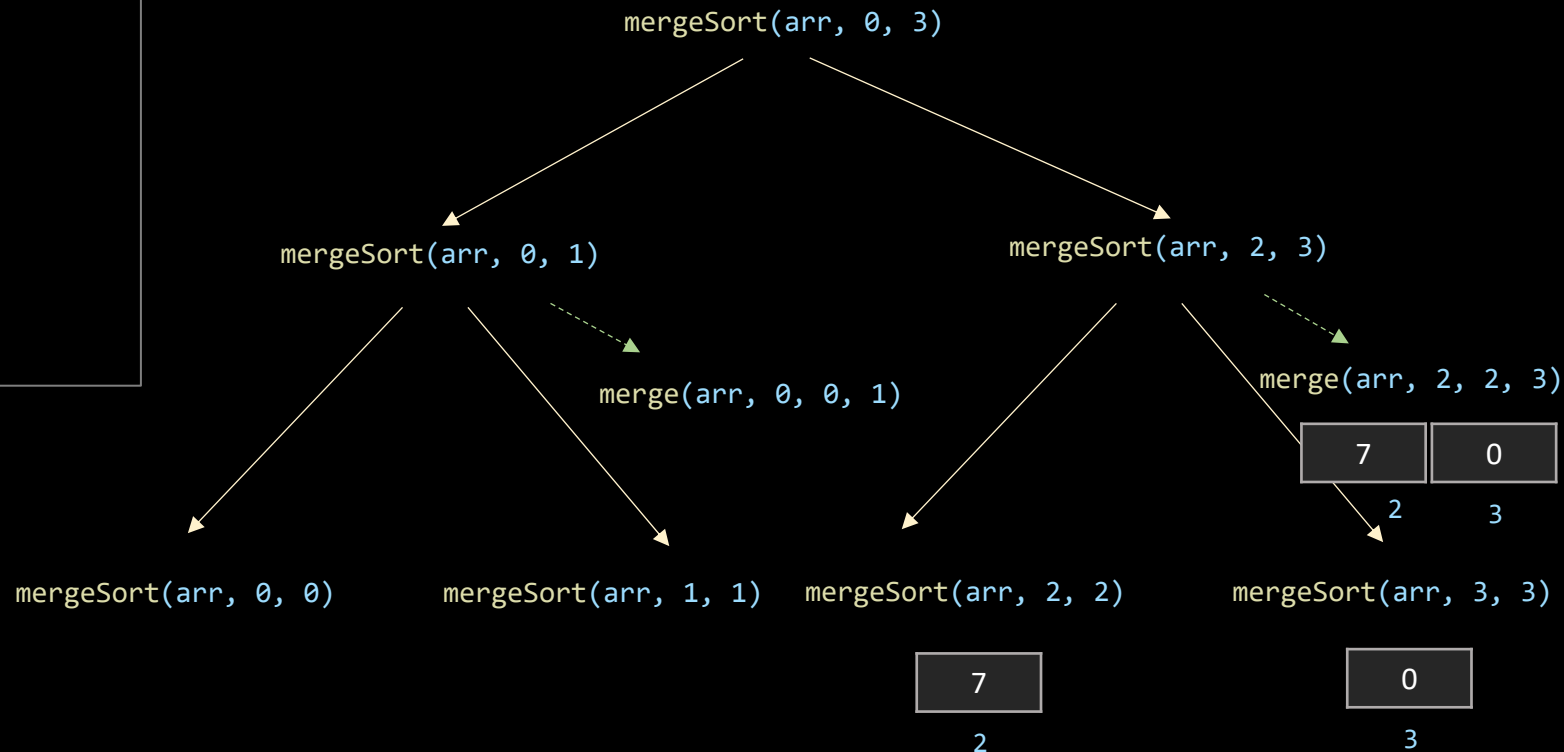 mergeSort(arr, 0, 3)
mergeSort(arr, 0, 1)
mergeSort(arr, 2, 3)
merge(arr, 0, 0, 1)
merge(arr, 2, 2, 3)
7 0
2 3
mergeSort(arr, 0, 0)
mergeSort(arr, 1, 1)
mergeSort(arr, 2, 2)
mergeSort(arr, 3, 3)
7
2
0
3